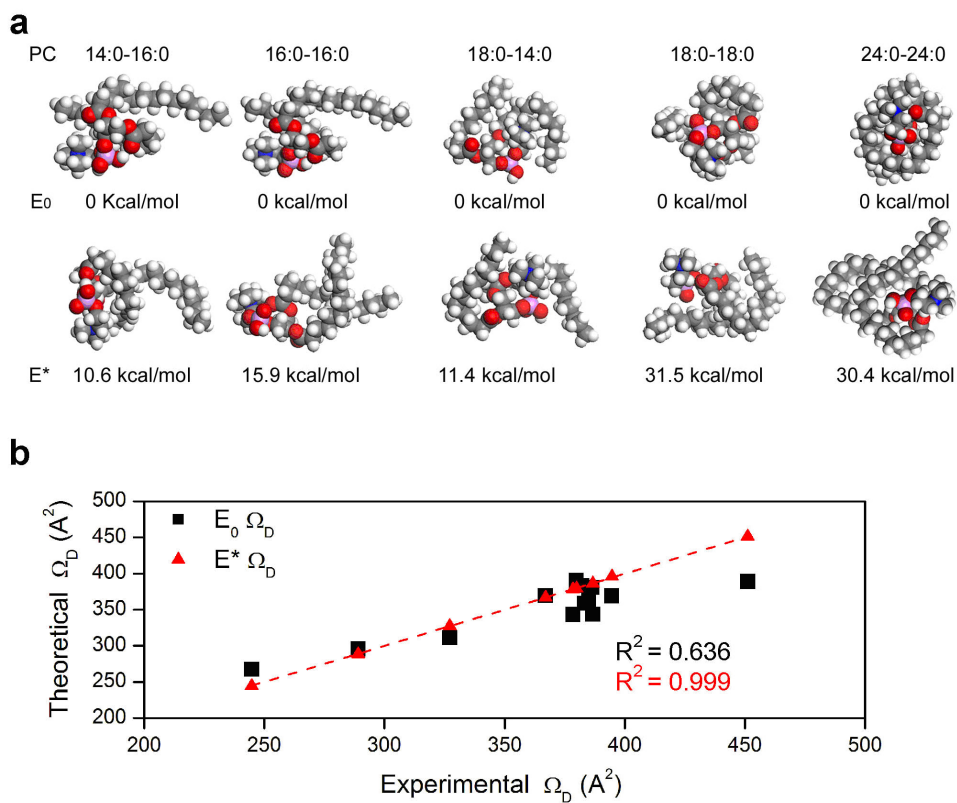 a
PC 14:0-16:0 16:0-16:0 18:0-14:0 18:0-18:0 24:0-24:0
E0 0 Kcal/mol 0 kcal/mol 0 kcal/mol 0 kcal/mol 0 kcal/mol
E* 10.6 kcal/mol 15.9 kcal/mol 11.4 kcal/mol 31.5 kcal/mol 30.4 kcal/mol
b
Theoretical ΩD (A²)
500
450
400
350
300
250
200
E0 ΩD
E* ΩD
R² = 0.636
R² = 0.999
200 250 300 350 400 450 500
Experimental ΩD (A²)